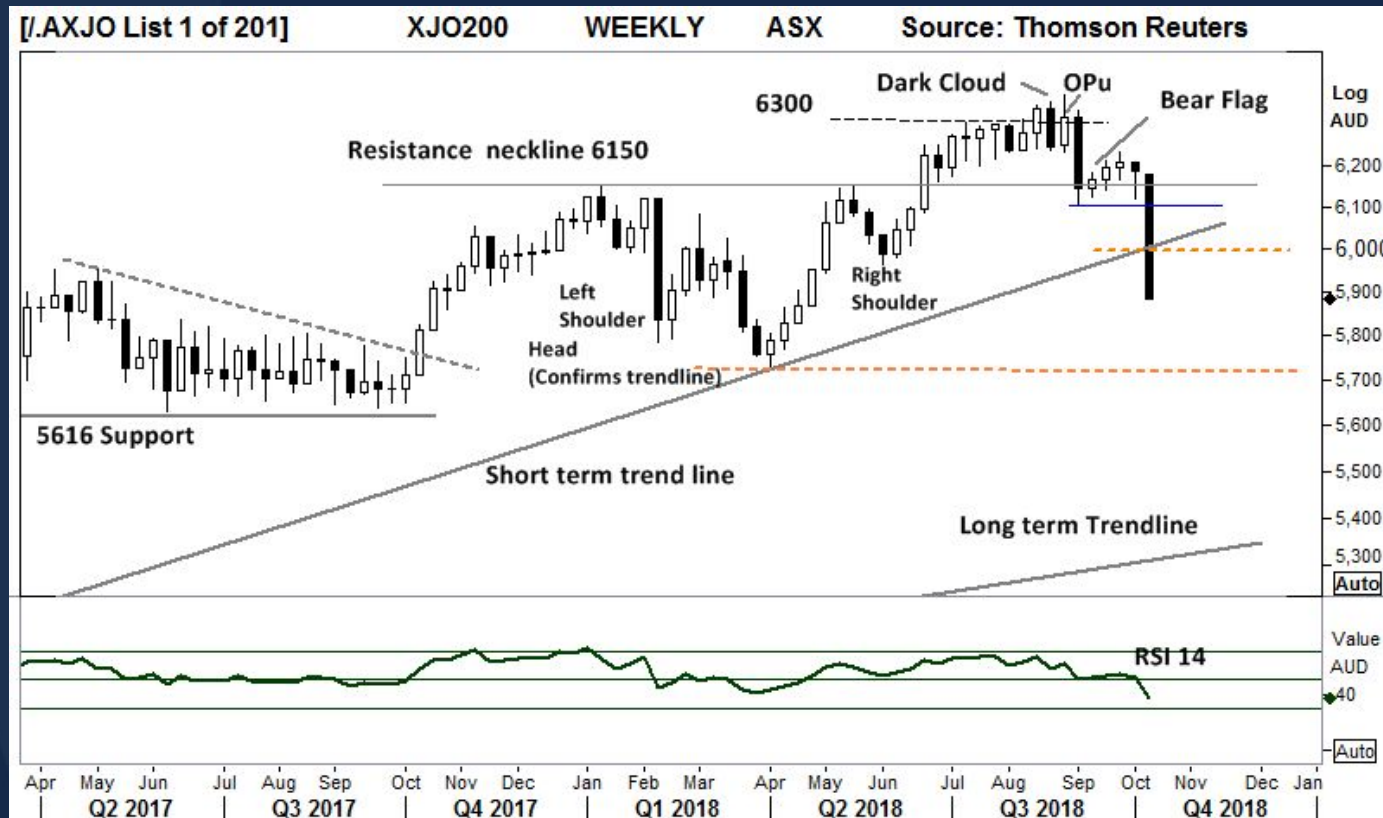 [/.AXJO List 1 of 201] XJO200 WEEKLY ASX Source: Thomson Reuters
Dark Cloud OPu
Bear Flag
6300
Log
AUD
Resistance neckline 6150
6,200
6,100
6,000
5,900
5,800
5,700
5,600
5,500
5,400
5,300
Auto
Left
Shoulder
Right
Shoulder
Head
(Confirms trendline)
5616 Support
Short term trend line
Long term Trendline
Value
AUD
40
RSI 14
Auto
Apr May Jun Jul Aug Sep Oct Nov Dec Jan Feb Mar Apr May Jun Jul Aug Sep Oct Nov Dec Jan
Q2 2017 Q3 2017 Q4 2017 Q1 2018 Q2 2018 Q3 2018 Q4 2018